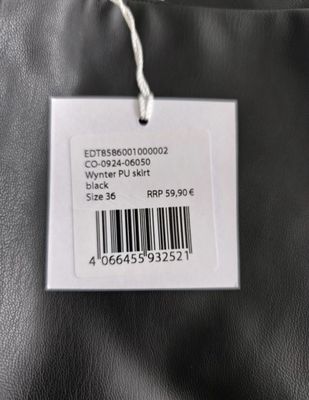 EDT8586001000002
CO-0924-06050
Wynter PU skirt
black
Size 36 RRP 59,90 €
4 066455 932521